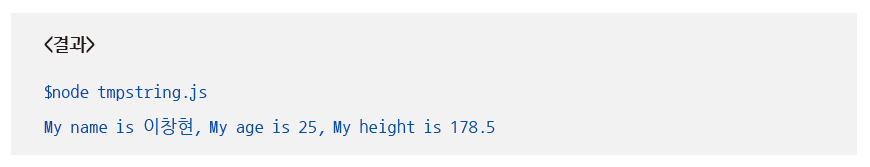 <결과>
$node tmpstring.js
My name is 이창현, My age is 25, My height is 178.5